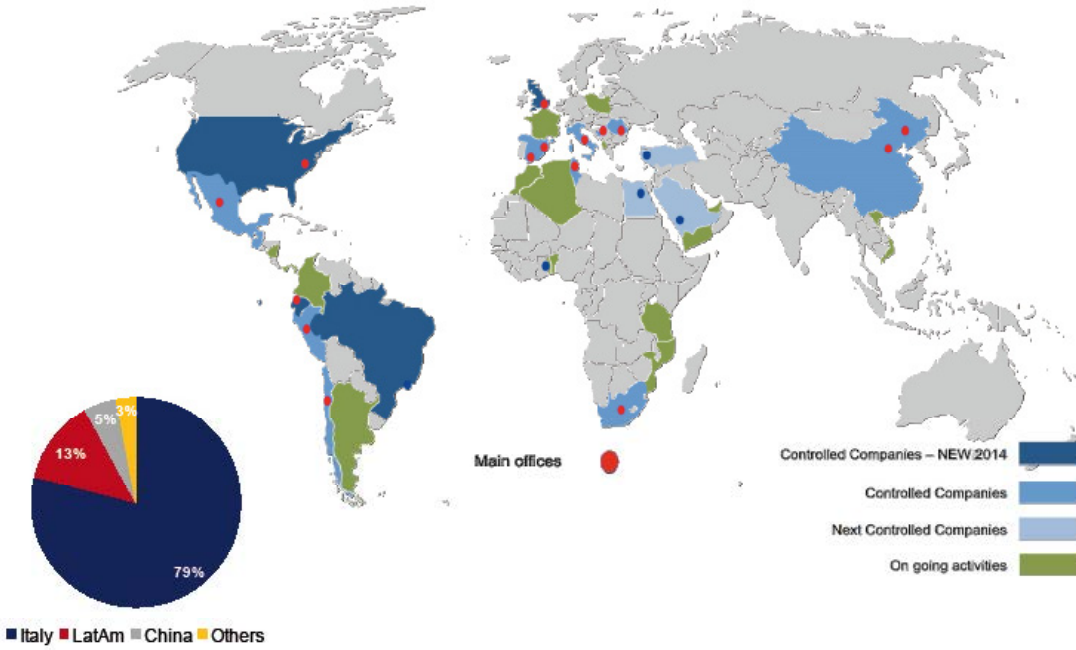 3%
5%
13%
79%
Italy LatAm China Others
Main offices
Controlled Companies – NEW 2014
Controlled Companies
Next Controlled Companies
On going activities